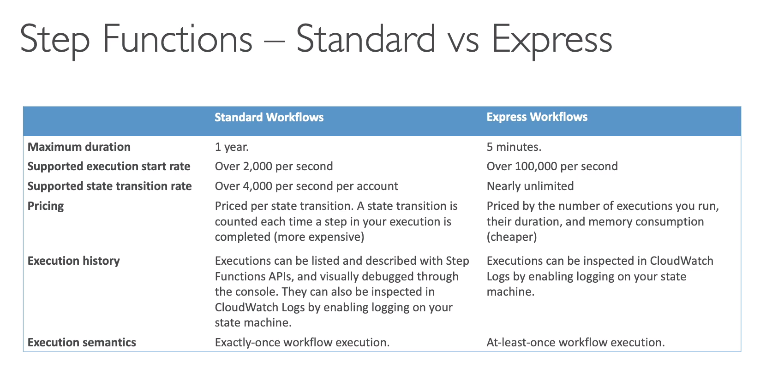 Step Functions – Standard vs Express
Standard Workflows
Express Workflows
Maximum duration
1 year.
5 minutes.
Supported execution start rate
Over 2,000 per second
Over 100,000 per second
Supported state transition rate
Over 4,000 per second per account
Nearly unlimited
Pricing
Priced per state transition. A state transition is
counted each time a step in your execution is
completed (more expensive)
Priced by the number of executions you run,
their duration, and memory consumption
(cheaper)
Execution history
Executions can be listed and described with Step
Functions APIs, and visually debugged through
the console. They can also be inspected in
CloudWatch Logs by enabling logging on your
state machine.
Executions can be inspected in CloudWatch
Logs by enabling logging on your state
machine.
Execution semantics
Exactly-once workflow execution.
At-least-once workflow execution.